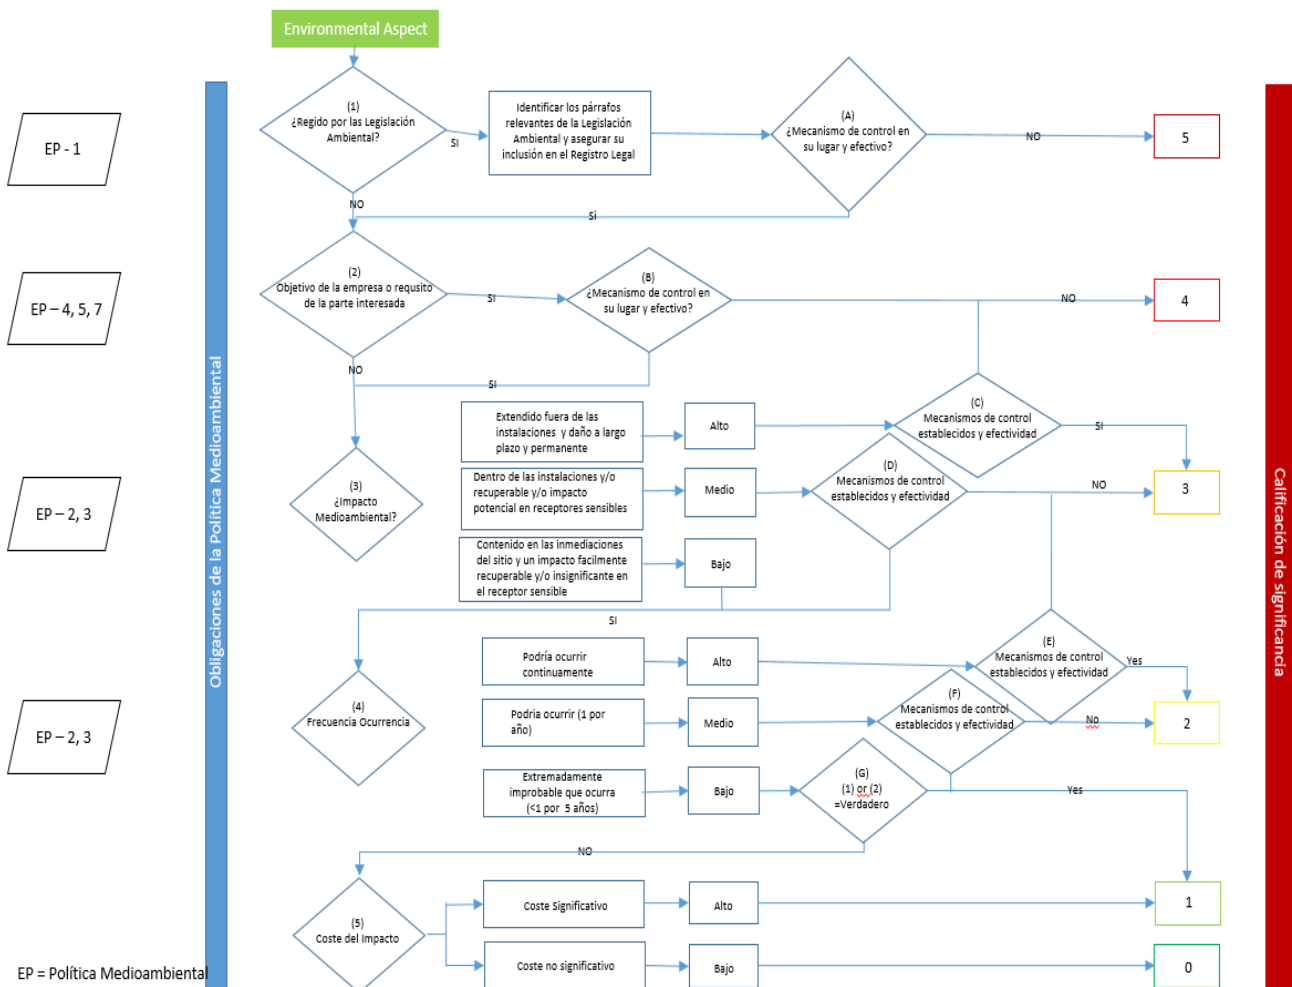 Environmental Aspect
EP - 1
(1)
¿Regido por las Legislación
Ambiental?
SI
Identificar los párrafos
relevantes de la Legislación
Ambiental y asegurar su
inclusión en el Registro Legal
(A)
¿Mecanismo de control en
su lugar y efectivo?
NO
5
NO
Si
EP – 4, 5, 7
(2)
Objetivo de la empresa o requsito
de la parte interesada
SI
(B)
¿Mecanismo de control en
su lugar y efectivo?
NO
4
NO
SI
Extendido fuera de las
instalaciones y daño a largo
plazo y permanente
Alto
(C)
Mecanismos de control
establecidos y efectividad
SI
EP – 2, 3
(3)
¿Impacto
Medioambiental?
Dentro de las instalaciones y/o
recuperable y/o impacto
potencial en receptores sensibles
Medio
(D)
Mecanismos de control
establecidos y efectividad
NO
3
Contenido en las inmediaciones
del sitio y un impacto facilmente
recuperable y/o insignificante en
el receptor sensible
Bajo
SI
EP – 2, 3
(4)
Frecuencia Ocurrencia
Podría ocurrir
continuamente
Alto
(E)
Mecanismos de control
establecidos y efectividad
Yes
Podria ocurrir (1 por
año)
Medio
(F)
Mecanismos de control
establecidos y efectividad
No
2
Extremadamente
improbable que ocurra
(<1 por 5 años)
Bajo
(G)
(1) or (2)
=Verdadero
Yes
NO
(5)
Coste del Impacto
Coste Significativo
Alto
1
Coste no significativo
Bajo
0
EP = Política Medioambiental
Obligaciones de la Política Medioambiental
Calificación de significancia